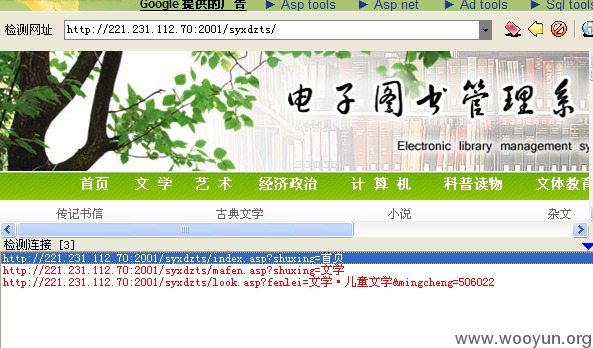 Google 提供的广告 ► Asp tools ► Asp net ► Ad tools ► Sql tools
检测网址 http://221.231.112.70:2001/syxdzts/
电子图书管理系
Electronic library management sy
首页 文 学 艺 术 经济政治 计 算 机 科普读物 文体教育
传记书信 古典文学 小说 杂文
检测连接 [3]
http://221.231.112.70:2001/syxdzts/index.asp?shuxing=首页
http://221.231.112.70:2001/syxdzts/mafen.asp?shuxing=文学
http://221.231.112.70:2001/syxdzts/look.asp?fenlei=文学·儿童文学&mingcheng=506022
www.wooyun.org